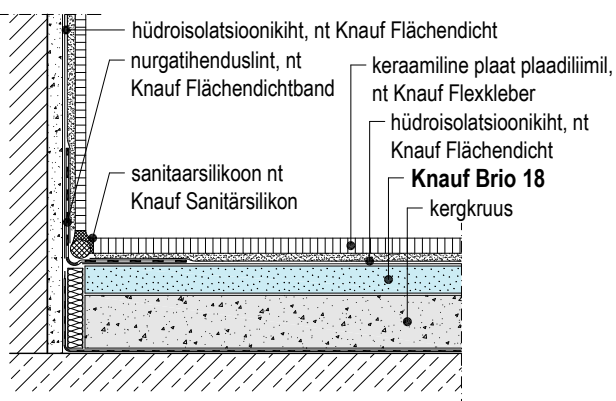 hüdroisolatsioonikiht, nt Knauf Flächendicht
nurgatihenduslint, nt
Knauf Flächendichtband
keraamiline plaat plaadiliimil,
nt Knauf Flexkleber
hüdroisolatsioonikiht, nt
Knauf Flächendicht
sanitaarsilikoon nt
Knauf Sanitärsilikon
Knauf Brio 18
kergkruus